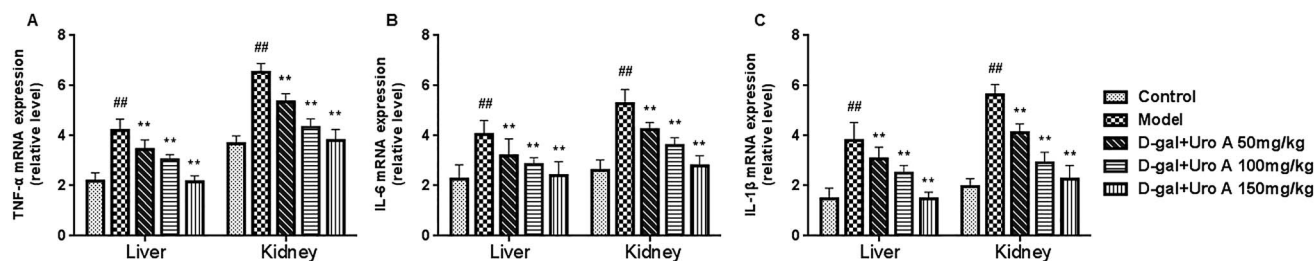 A
TNF-α mRNA expression
(relative level)
8
6
4
2
0
##
**
**
**
##
**
**
**
Liver
Kidney
B
IL-6 mRNA expression
(relative level)
8
6
4
2
0
##
**
**
**
##
**
**
**
Liver
Kidney
C
IL-1β mRNA expression
(relative level)
8
6
4
2
0
##
**
**
**
##
**
**
**
Liver
Kidney
Control
Model
D-gal+Uro A 50mg/kg
D-gal+Uro A 100mg/kg
D-gal+Uro A 150mg/kg